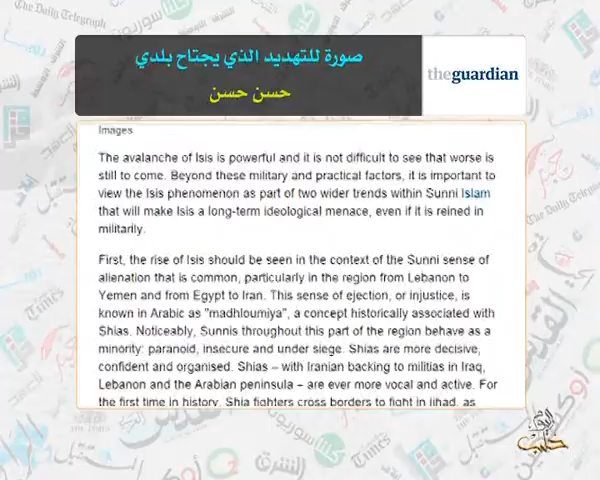 صورة للتهديد الذي يجتاح بلدي
حسن حسن
theguardian
Images
The avalanche of Isis is powerful and it is not difficult to see that worse is
still to come. Beyond these military and practical factors, it is important to
view the Isis phenomenon as part of two wider trends within Sunni Islam
that will make Isis a long-term ideological menace, even if it is reined in
militarily.
First, the rise of Isis should be seen in the context of the Sunni sense of
alienation that is common, particularly in the region from Lebanon to
Yemen and from Egypt to Iran. This sense of ejection, or injustice, is
known in Arabic as "madhloumiya", a concept historically associated with
Shias. Noticeably, Sunnis throughout this part of the region behave as a
minority: paranoid, insecure and under siege. Shias are more decisive,
confident and organised. Shias – with Iranian backing to militias in Iraq,
Lebanon and the Arabian peninsula – are ever more vocal and active. For
the first time in history, Shia fighters cross borders to fight in jihad, as
حلب اليوم